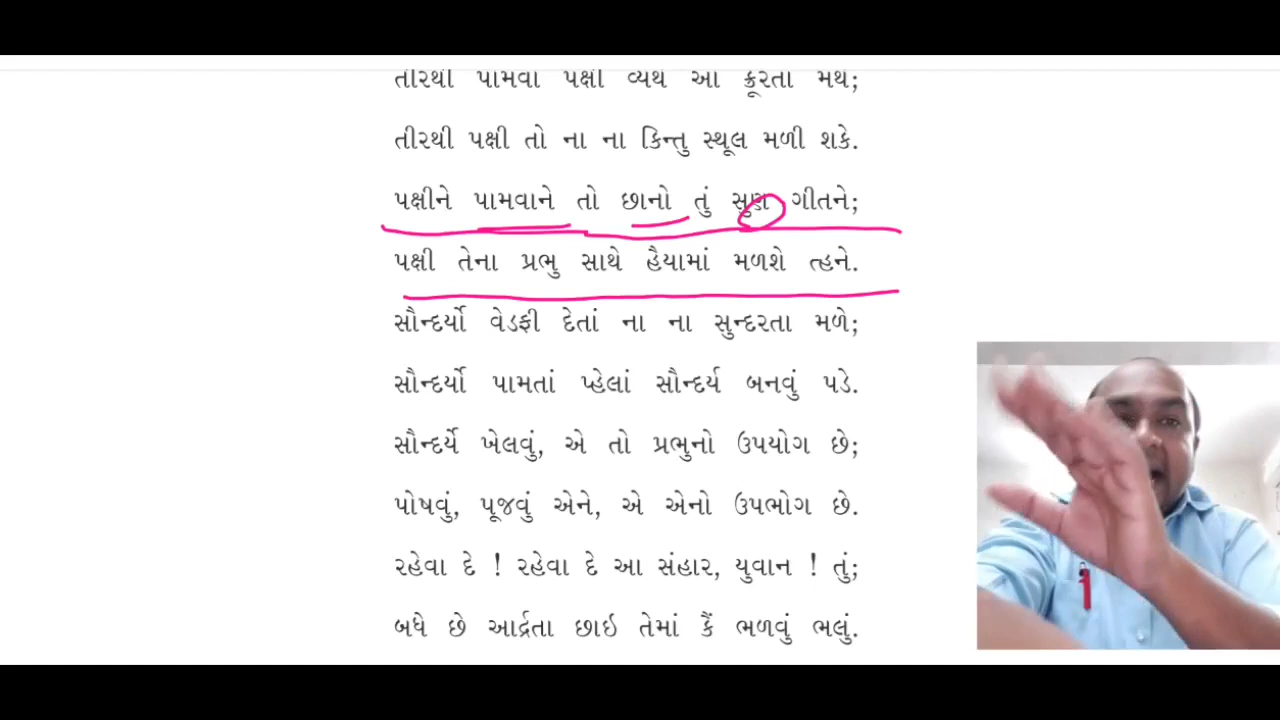 તીરથી પામવા પક્ષી વ્યર્થ આ ક્રૂરતા મથે;
તીરથી પક્ષી તો ના ના કિન્તુ સ્થૂલ મળી શકે.
પક્ષીને પામવાને તો છાનો તું સુણ ગીતને;
પક્ષી તેના પ્રભુ સાથે હૈયામાં મળશે ત્હને.
સૌન્દર્યો વેડફી દેતાં ના ના સુન્દરતા મળે;
સૌન્દર્યો પામતાં પ્હેલાં સૌન્દર્ય બનવું પડે.
સૌન્દર્યે ખેલવું, એ તો પ્રભુનો ઉપયોગ છે;
પોષવું, પૂજવું એને, એ એનો ઉપભોગ છે.
રહેવા દે ! રહેવા દે આ સંહાર, યુવાન ! તું;
બધે છે આર્દ્રતા છાઇ તેમાં કૈં ભળવું ભલું.